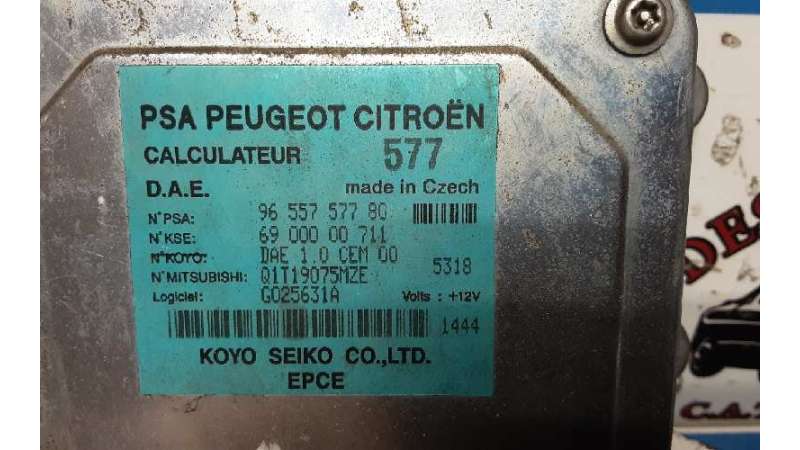 PSA PEUGEOT CITROËN
CALCULATEUR 577
D.A.E. made in Czech
N°PSA: 96 557 577 80
N°KSE: 69 000 00 711
N°KOYO: DAE 1.0 CEM 00
N°MITSUBISHI: Q1T19075MZE 5318
Logiciel: G025631A Volts : +12V
1444
KOYO SEIKO CO.,LTD.
EPCE
DES